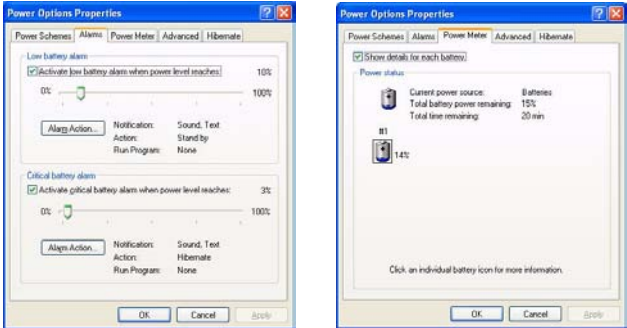 Power Options Properties
Power Schemes Alarms Power Meter Advanced Hibernate
Low battery alarm
Activate low battery alarm when power level reaches: 10%
0% 100%
Alarm Action... Notification: Sound, Text
Action: Stand by
Run Program: None
Critical battery alarm
Activate critical battery alarm when power level reaches: 3%
0% 100%
Alarm Action... Notification: Sound, Text
Action: Hibernate
Run Program: None
OK Cancel Apply
Power Options Properties
Power Schemes Alarms Power Meter Advanced Hibernate
Show details for each battery.
Power status
Current power source: Batteries
Total battery power remaining: 15%
Total time remaining: 20 min
#1
14%
Click an individual battery icon for more information.
OK Cancel Apply